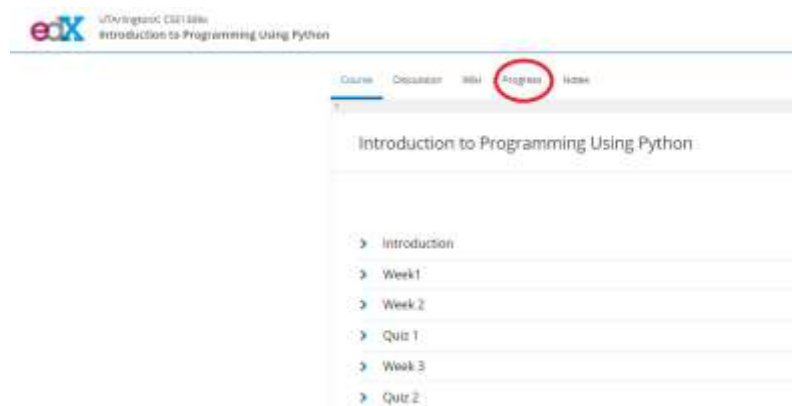 edX
Introduction to Programming Using Python
Course Discussion Wiki Progress Notes
Introduction to Programming Using Python
Introduction
Week1
Week 2
Quiz 1
Week 3
Quiz 2